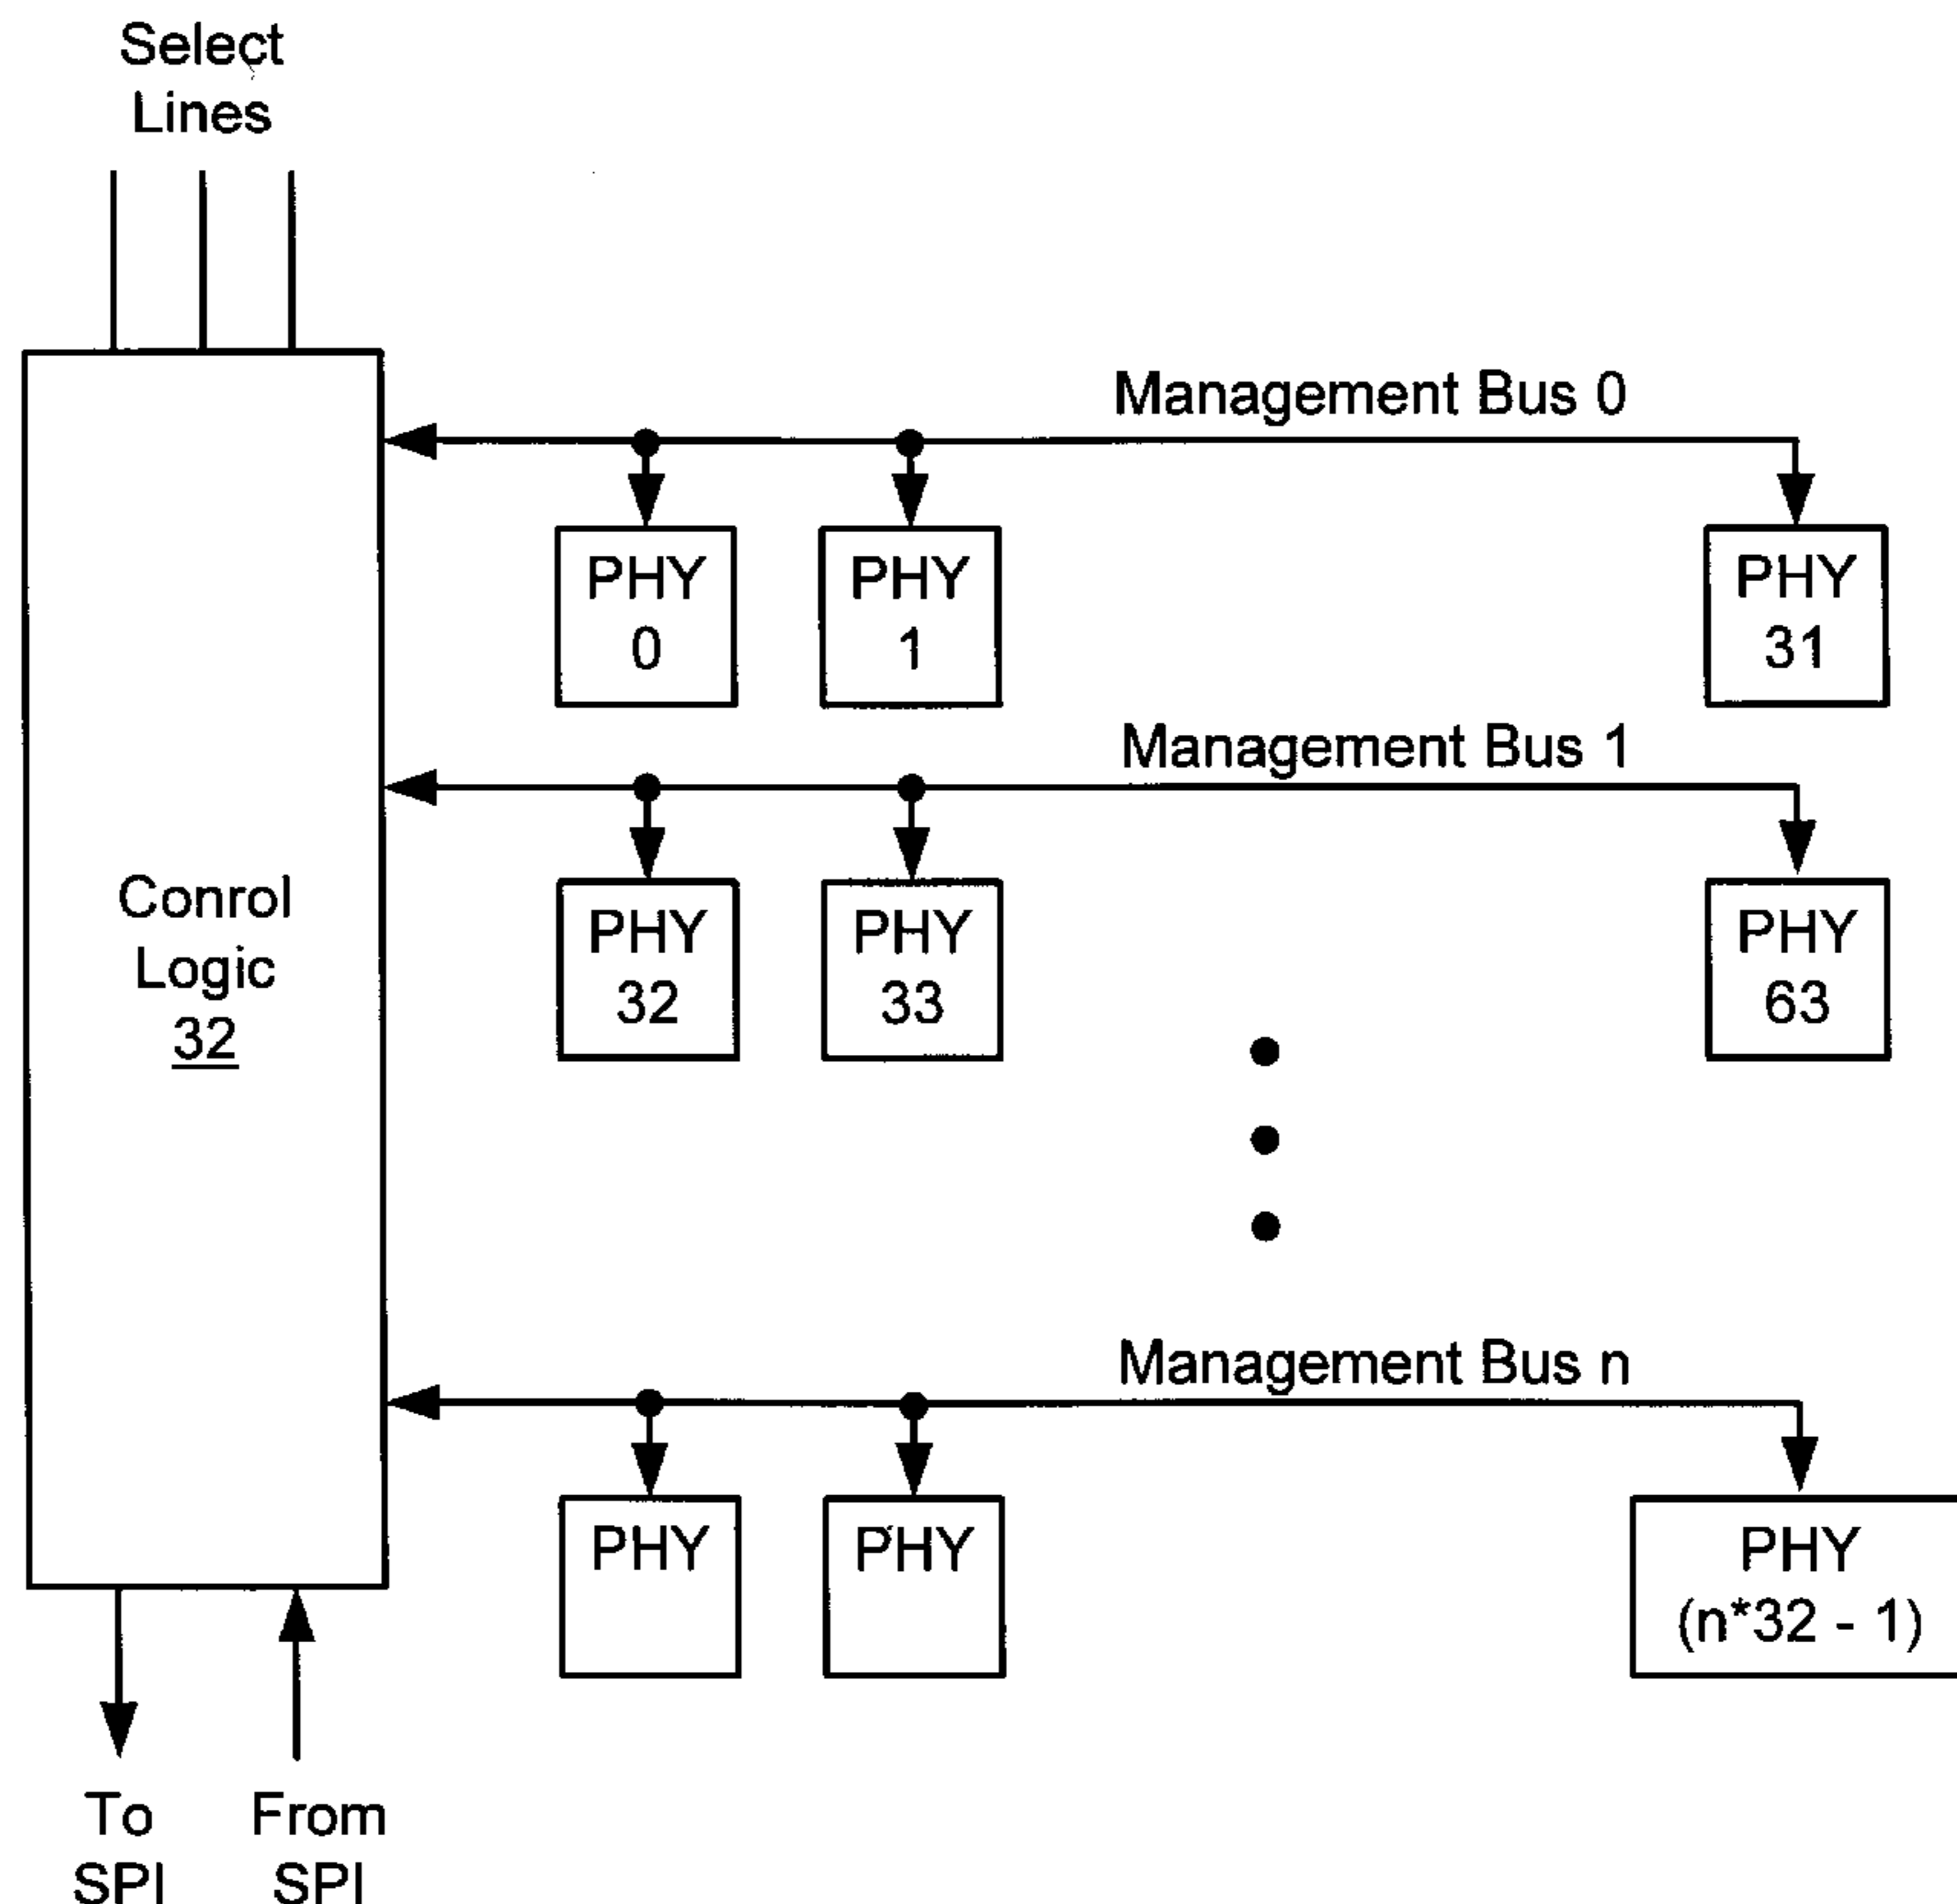 Select
Lines
Management Bus 0
PHY
0
PHY
1
PHY
31
Management Bus 1
Conrol
Logic
32
PHY
32
PHY
33
PHY
63
Management Bus n
PHY
PHY
PHY
(n*32 - 1)
To
SPI
From
SPI